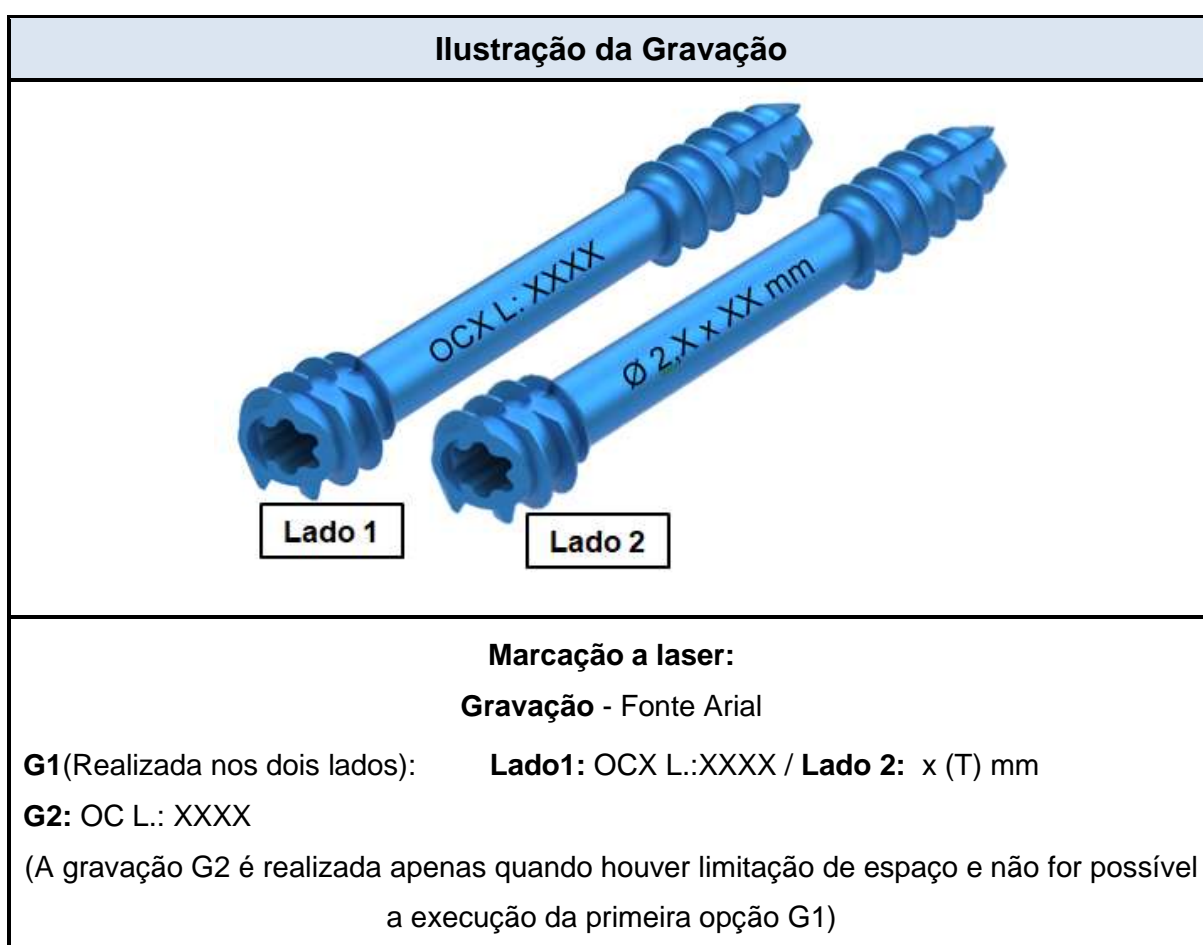 Ilustração da Gravação
OCX L: XXXX
Ø 2,X x XX mm
Lado 1
Lado 2
Marcação a laser:
Gravação - Fonte Arial
G1(Realizada nos dois lados): Lado1: OCX L.:XXXX / Lado 2: x (T) mm
G2: OC L.: XXXX
(A gravação G2 é realizada apenas quando houver limitação de espaço e não for possível
a execução da primeira opção G1)